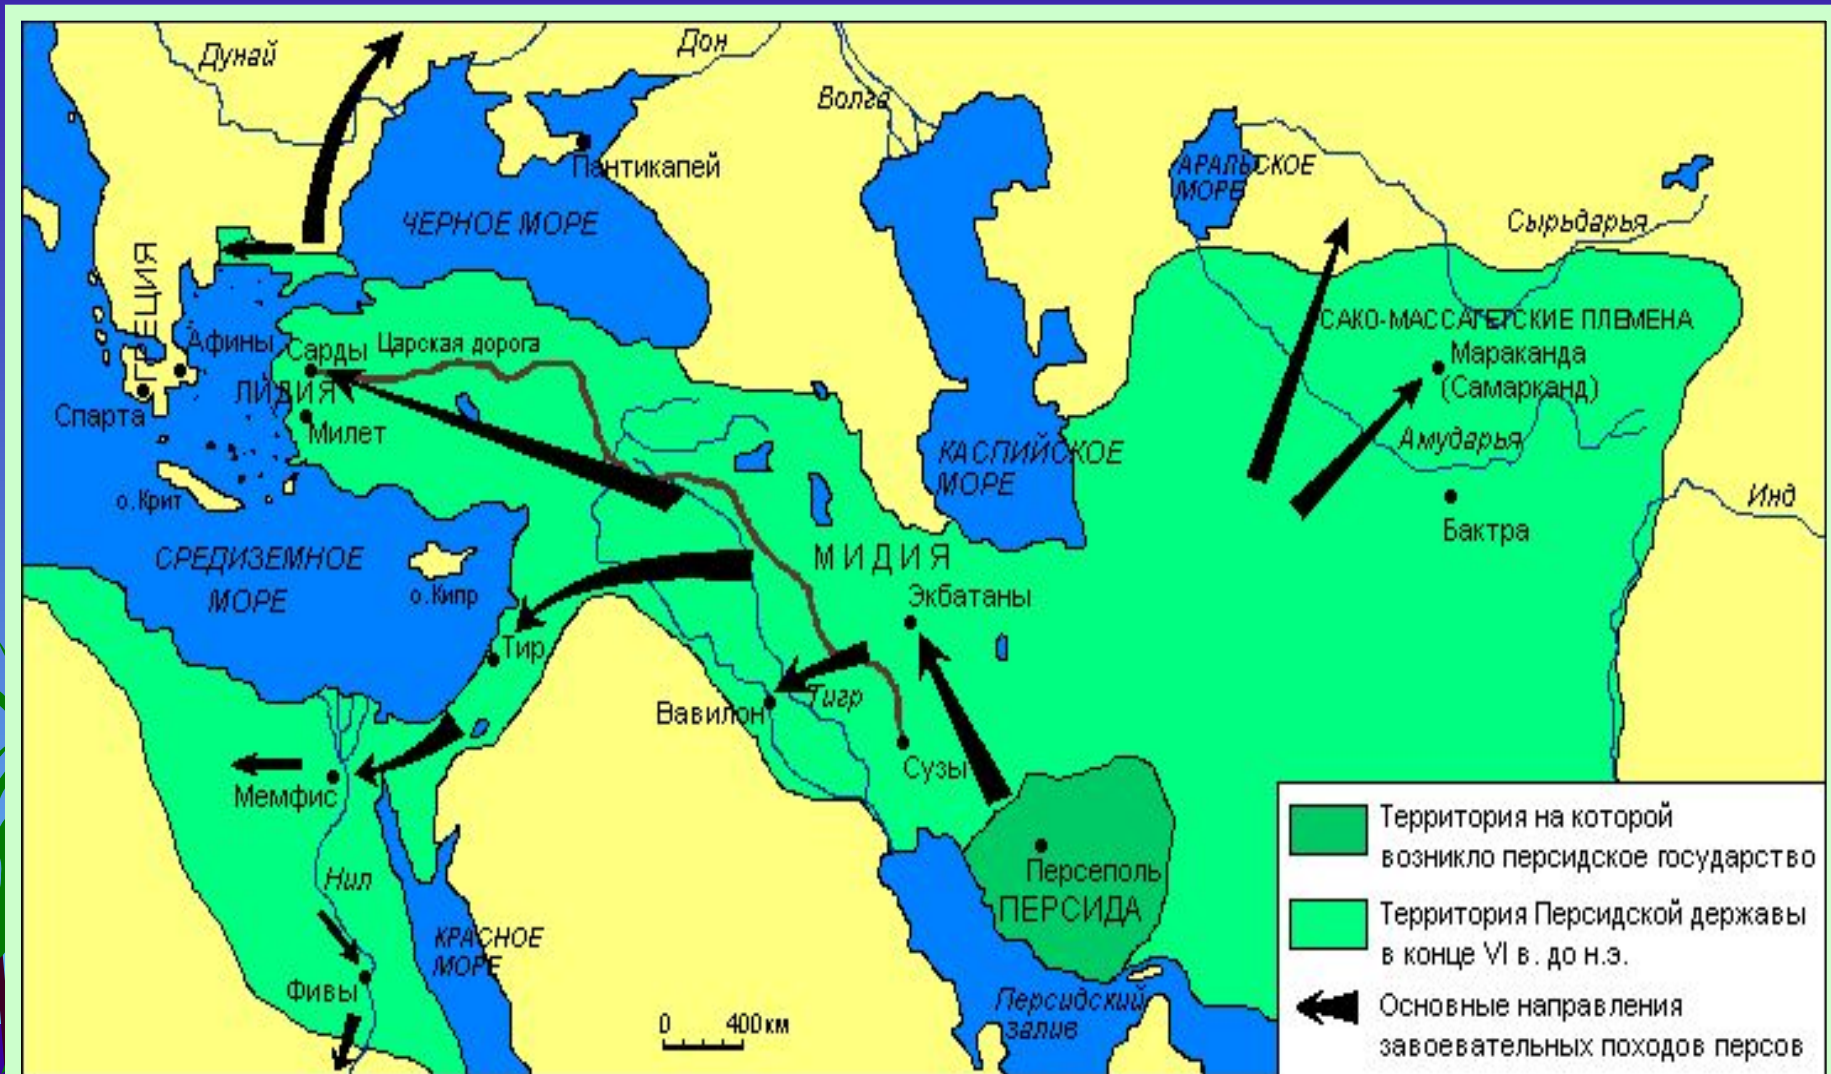 Дунай
Дон
Волга
Пантикапей
АРАЛЬСКОЕ
МОРЕ
ЧЕРНОЕ МОРЕ
Сырьдарья
ГРЕЦИЯ
САКО-МАССАГЕТСКИЕ ПЛЕМЕНА
Афины
Сарды
Царская дорога
Мараканда
(Самарканд)
ЛИДИЯ
Спарта
Милет
Амударья
КАСПИЙСКОЕ
МОРЕ
о.Крит
Инд
Бактра
СРЕДИЗЕМНОЕ
МОРЕ
МИДИЯ
о.Кипр
Экбатаны
Тир
Тигр
Вавилон
Сузы
Мемфис
Нил
Персеполь
ПЕРСИДА
КРАСНОЕ
МОРЕ
Фивы
Персидский
залив
0 400 км
Территория на которой
возникло персидское государство
Территория Персидской державы
в конце VI в. до н.э.
Основные направления
завоевательных походов персов